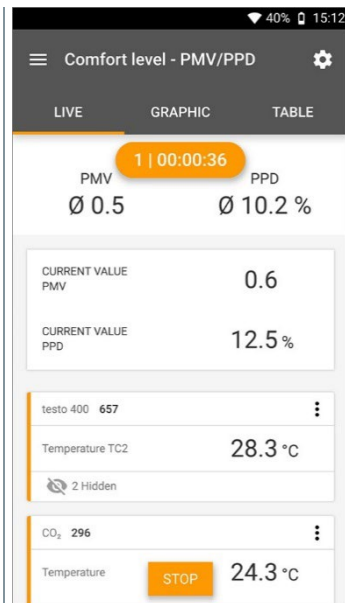 40% 15:12
Comfort level - PMV/PPD
LIVE GRAPHIC TABLE
1 | 00:00:36
PMV PPD
Ø 0.5 Ø 10.2 %
CURRENT VALUE
PMV
0.6
CURRENT VALUE
PPD
12.5 %
testo 400 657
Temperature TC2 28.3 °C
2 Hidden
CO₂ 296
Temperature STOP 24.3 °C